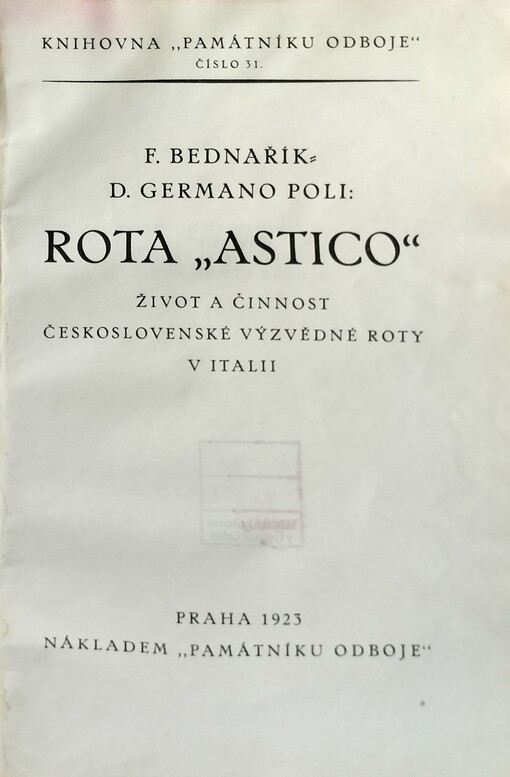 KNIHOVNA „PAMÁTNÍKU ODBOJE“
ČÍSLO 31.
F. BEDNAŘÍK=
D. GERMANO POLI:
ROTA „ASTICO“
ŽIVOT A ČINNOST
ČESKOSLOVENSKÉ VÝZVĚDNÉ ROTY
V ITALII
PRAHA 1923
NÁKLADEM „PAMÁTNÍKU ODBOJE“